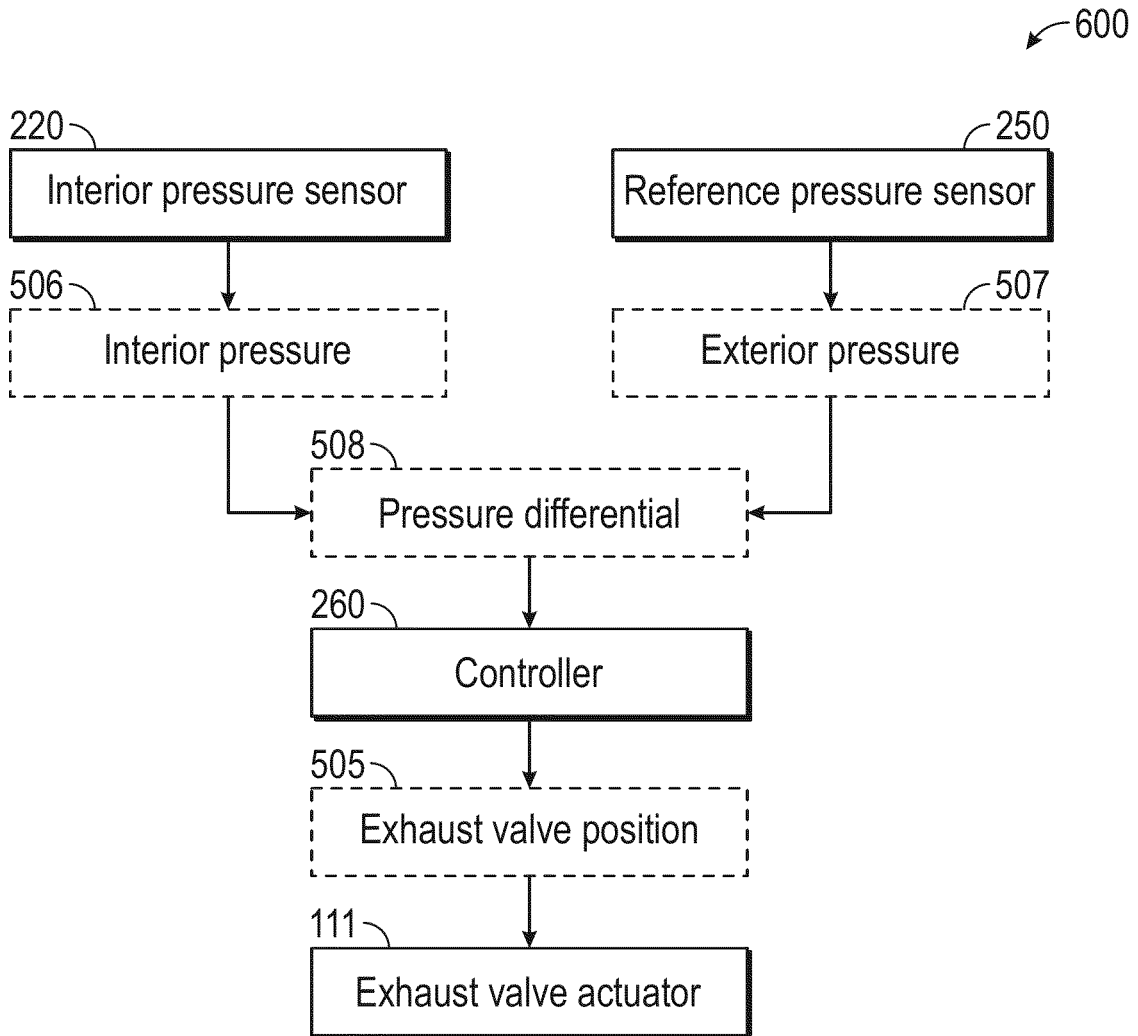 600
220
250
Interior pressure sensor
Reference pressure sensor
506
507
Interior pressure
Exterior pressure
508
Pressure differential
260
Controller
505
Exhaust valve position
111
Exhaust valve actuator